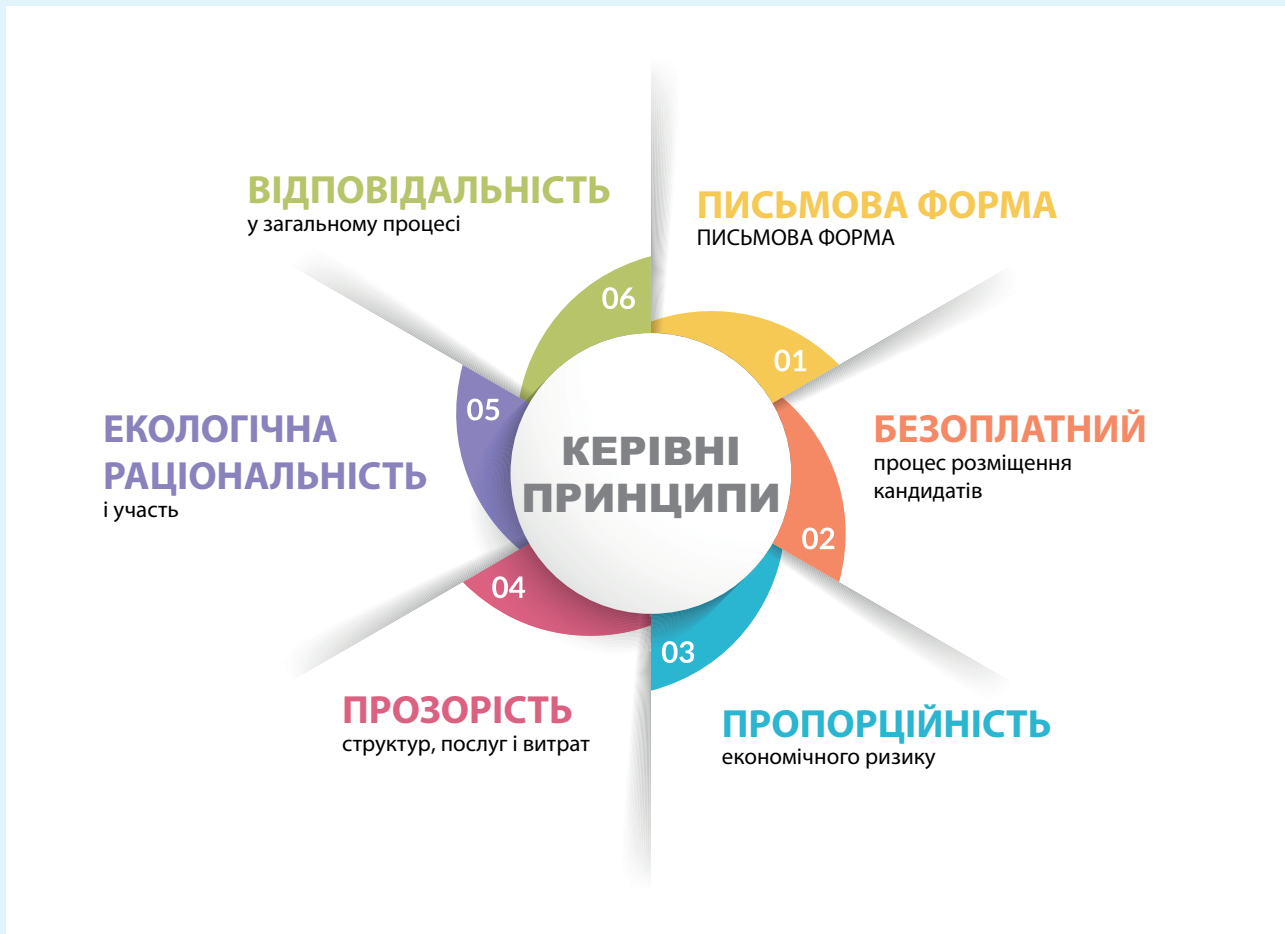 КЕРІВНІ
ПРИНЦИПИ
01
ПИСЬМОВА ФОРМА
ПИСЬМОВА ФОРМА
02
БЕЗОПЛАТНИЙ
процес розміщення
кандидатів
03
ПРОПОРЦІЙНІСТЬ
економічного ризику
04
ПРОЗОРІСТЬ
структур, послуг і витрат
05
ЕКОЛОГІЧНА
РАЦІОНАЛЬНІСТЬ
і участь
06
ВІДПОВІДАЛЬНІСТЬ
у загальному процесі